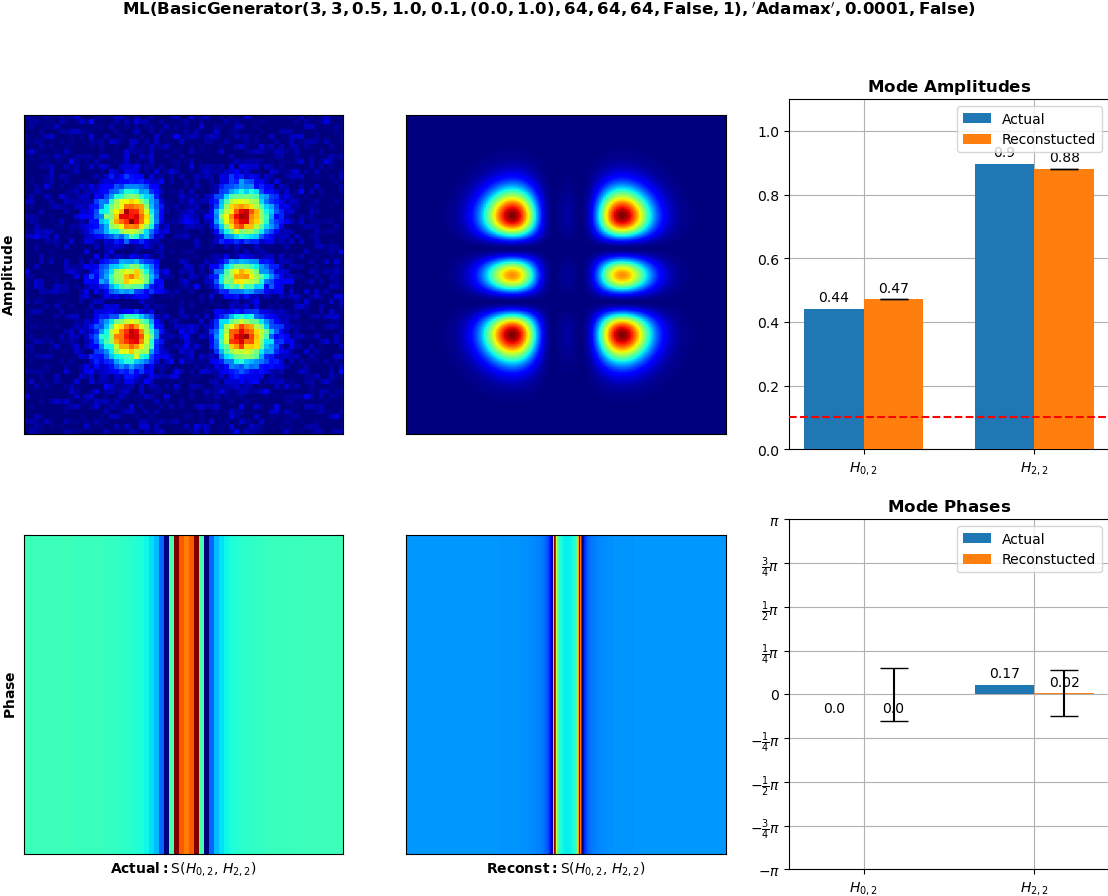 ML(BasicGenerator(3, 3, 0.5, 1.0, 0.1, (0.0, 1.0), 64, 64, 64, False, 1), 'Adamax', 0.0001, False)
Amplitude
Mode Amplitudes
Actual
Reconstucted
1.0
0.8
0.6
0.4
0.2
0.0
0.44
0.47
0.9
0.88
H0, 2
H2, 2
Phase
Actual: S(H0, 2, H2, 2)
Reconst: S(H0, 2, H2, 2)
Mode Phases
Actual
Reconstucted
π
3/4π
1/2π
1/4π
0
−1/4π
−1/2π
−3/4π
−π
0.0
0.0
0.17
0.02
H0, 2
H2, 2